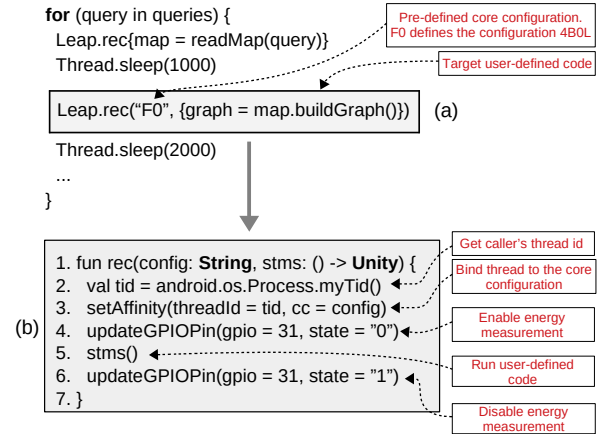 for (query in queries) {
Leap.rec{map = readMap(query)}
Thread.sleep(1000)
Pre-defined core configuration.
F0 defines the configuration 4B0L
Target user-defined code
Leap.rec(“F0”, {graph = map.buildGraph()})
(a)
Thread.sleep(2000)
...
}
(b)
1. fun rec(config: String, stms: () -> Unity) {
2. val tid = android.os.Process.myTid()
3. setAffinity(threadId = tid, cc = config)
4. updateGPIOPin(gpio = 31, state = ”0”)
5. stms()
6. updateGPIOPin(gpio = 31, state = ”1”)
7. }
Get caller’s thread id
Bind thread to the core
configuration
Enable energy
measurement
Run user-defined
code
Disable energy
measurement